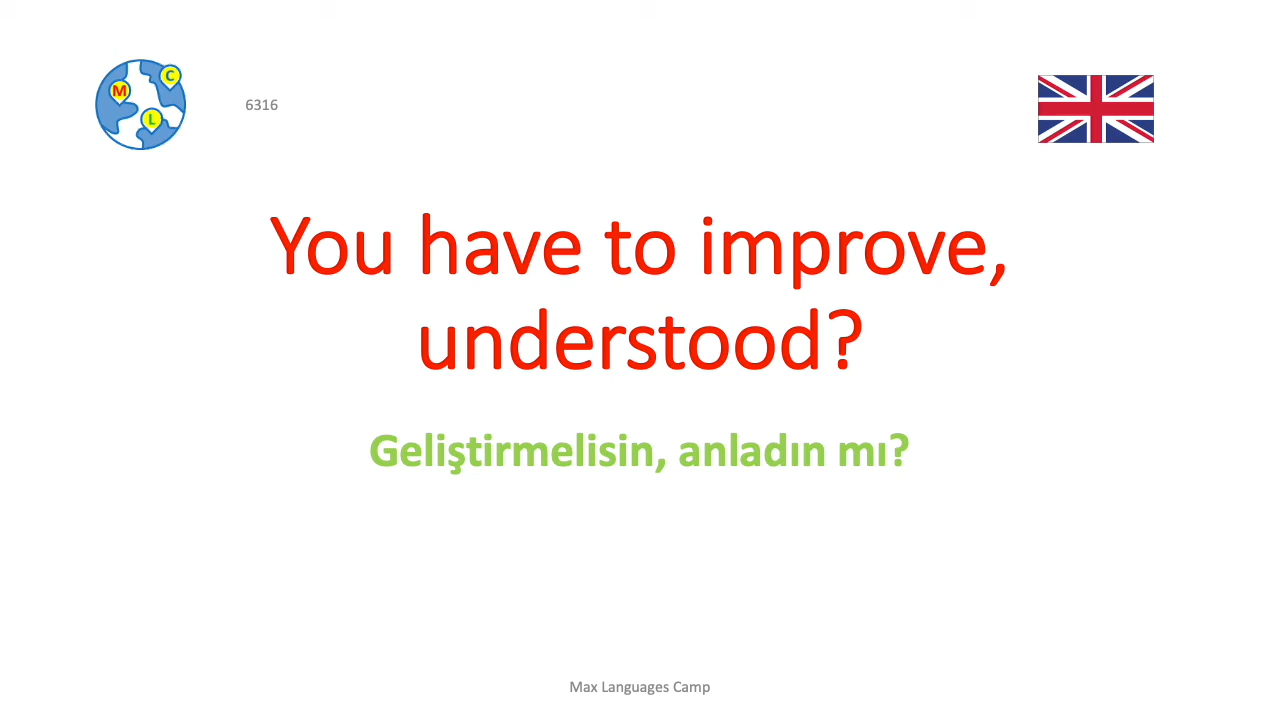 C
M
L
6316
You have to improve,
understood?
Geliştirmelisin, anladın mı?
Max Languages Camp